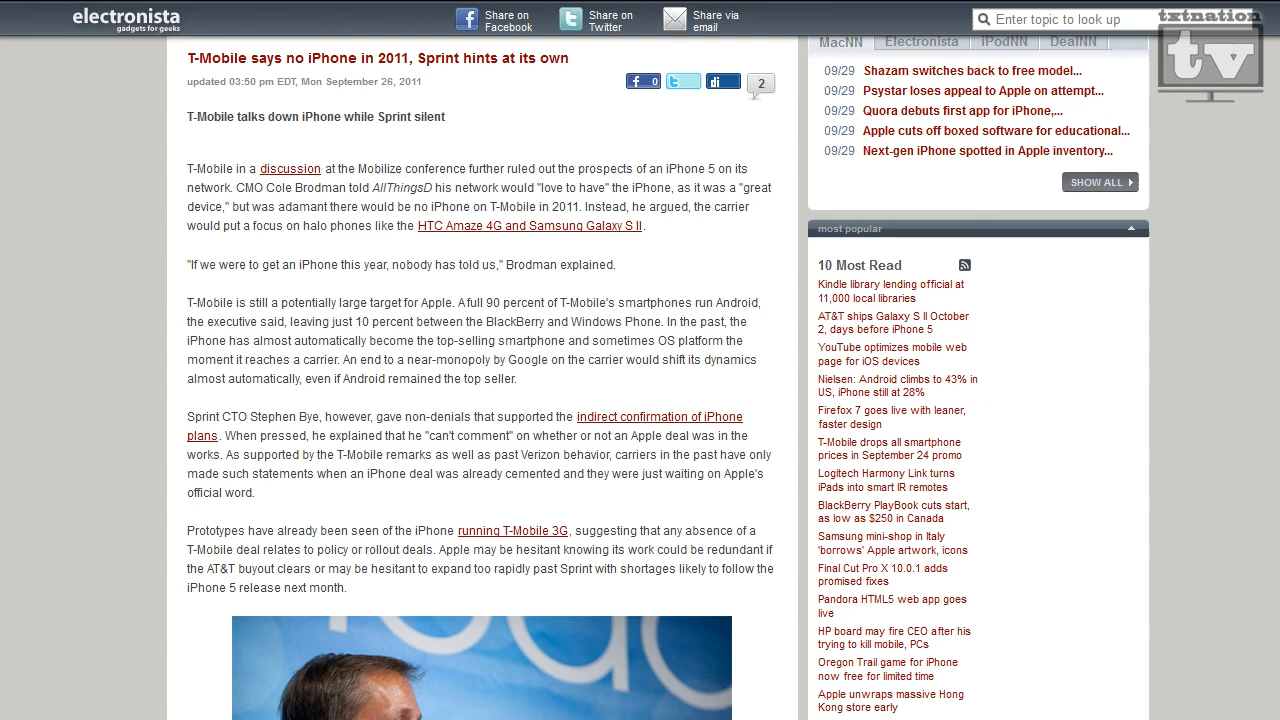 electronista
gadgets for geeks
Share on
Facebook
Share on
Twitter
Share via
email
Enter topic to look up
txtnation
tv
T-Mobile says no iPhone in 2011, Sprint hints at its own
updated 03:50 pm EDT, Mon September 26, 2011
f 0
t
di
2
T-Mobile talks down iPhone while Sprint silent
T-Mobile in a discussion at the Mobilize conference further ruled out the prospects of an iPhone 5 on its
network. CMO Cole Brodman told AllThingsD his network would "love to have" the iPhone, as it was a "great
device," but was adamant there would be no iPhone on T-Mobile in 2011. Instead, he argued, the carrier
would put a focus on halo phones like the HTC Amaze 4G and Samsung Galaxy S II.
"If we were to get an iPhone this year, nobody has told us," Brodman explained.
T-Mobile is still a potentially large target for Apple. A full 90 percent of T-Mobile's smartphones run Android,
the executive said, leaving just 10 percent between the BlackBerry and Windows Phone. In the past, the
iPhone has almost automatically become the top-selling smartphone and sometimes OS platform the
moment it reaches a carrier. An end to a near-monopoly by Google on the carrier would shift its dynamics
almost automatically, even if Android remained the top seller.
Sprint CTO Stephen Bye, however, gave non-denials that supported the indirect confirmation of iPhone
plans. When pressed, he explained that he "can't comment" on whether or not an Apple deal was in the
works. As supported by the T-Mobile remarks as well as past Verizon behavior, carriers in the past have only
made such statements when an iPhone deal was already cemented and they were just waiting on Apple's
official word.
Prototypes have already been seen of the iPhone running T-Mobile 3G, suggesting that any absence of a
T-Mobile deal relates to policy or rollout deals. Apple may be hesitant knowing its work could be redundant if
the AT&T buyout clears or may be hesitant to expand too rapidly past Sprint with shortages likely to follow the
iPhone 5 release next month.
MacNN Electronista iPodNN DealNN
09/29 Shazam switches back to free model...
09/29 Psystar loses appeal to Apple on attempt...
09/29 Quora debuts first app for iPhone,...
09/29 Apple cuts off boxed software for educational...
09/29 Next-gen iPhone spotted in Apple inventory...
SHOW ALL
most popular
10 Most Read
Kindle library lending official at
11,000 local libraries
AT&T ships Galaxy S II October
2, days before iPhone 5
YouTube optimizes mobile web
page for iOS devices
Nielsen: Android climbs to 43% in
US, iPhone still at 28%
Firefox 7 goes live with leaner,
faster design
T-Mobile drops all smartphone
prices in September 24 promo
Logitech Harmony Link turns
iPads into smart IR remotes
BlackBerry PlayBook cuts start,
as low as $250 in Canada
Samsung mini-shop in Italy
'borrows' Apple artwork, icons
Final Cut Pro X 10.0.1 adds
promised fixes
Pandora HTML5 web app goes
live
HP board may fire CEO after his
trying to kill mobile, PCs
Oregon Trail game for iPhone
now free for limited time
Apple unwraps massive Hong
Kong store early